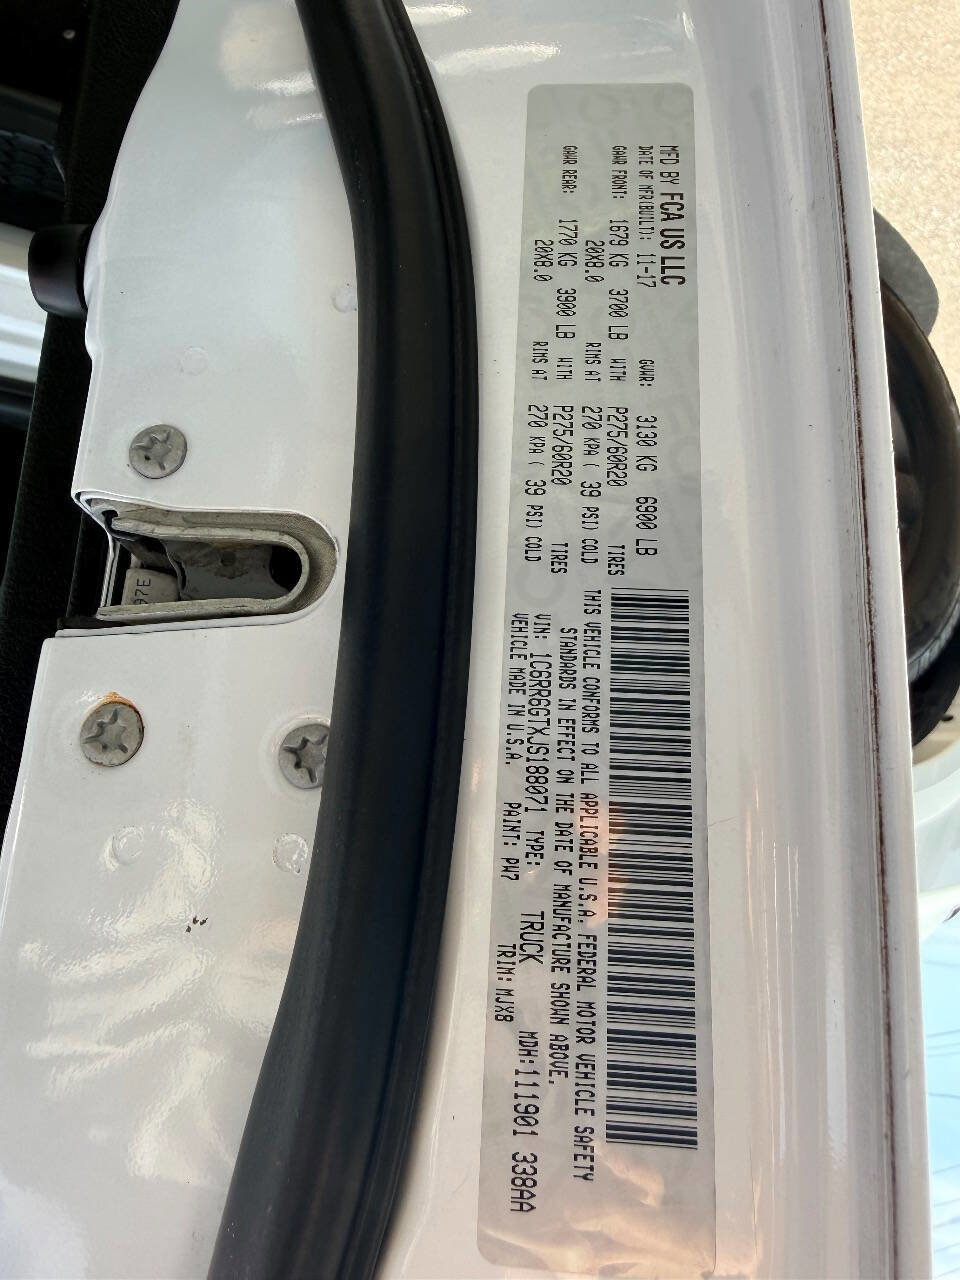 MFD BY FCA US LLC
DATE OF MFR(BUILT): 11-17 GVWR: 3130 KG 6900 LB
GAWR FRONT: 1679 KG 3700 LB WITH P275/60R20 TIRES
20X8.0 RIMS AT 270 KPA ( 39 PSI) COLD
GAWR REAR: 1770 KG 3900 LB WITH P275/60R20 TIRES
20X8.0 RIMS AT 270 KPA ( 39 PSI) COLD
THIS VEHICLE CONFORMS TO ALL APPLICABLE U.S.A. FEDERAL MOTOR VEHICLE SAFETY
STANDARDS IN EFFECT ON THE DATE OF MANUFACTURE SHOWN ABOVE.
VIN: 1C6RR6GTXJS188071 TYPE: TRUCK MDH:111901 338AA
VEHICLE MADE IN U.S.A. PAINT: PW7 TRIM: MJX8
97E